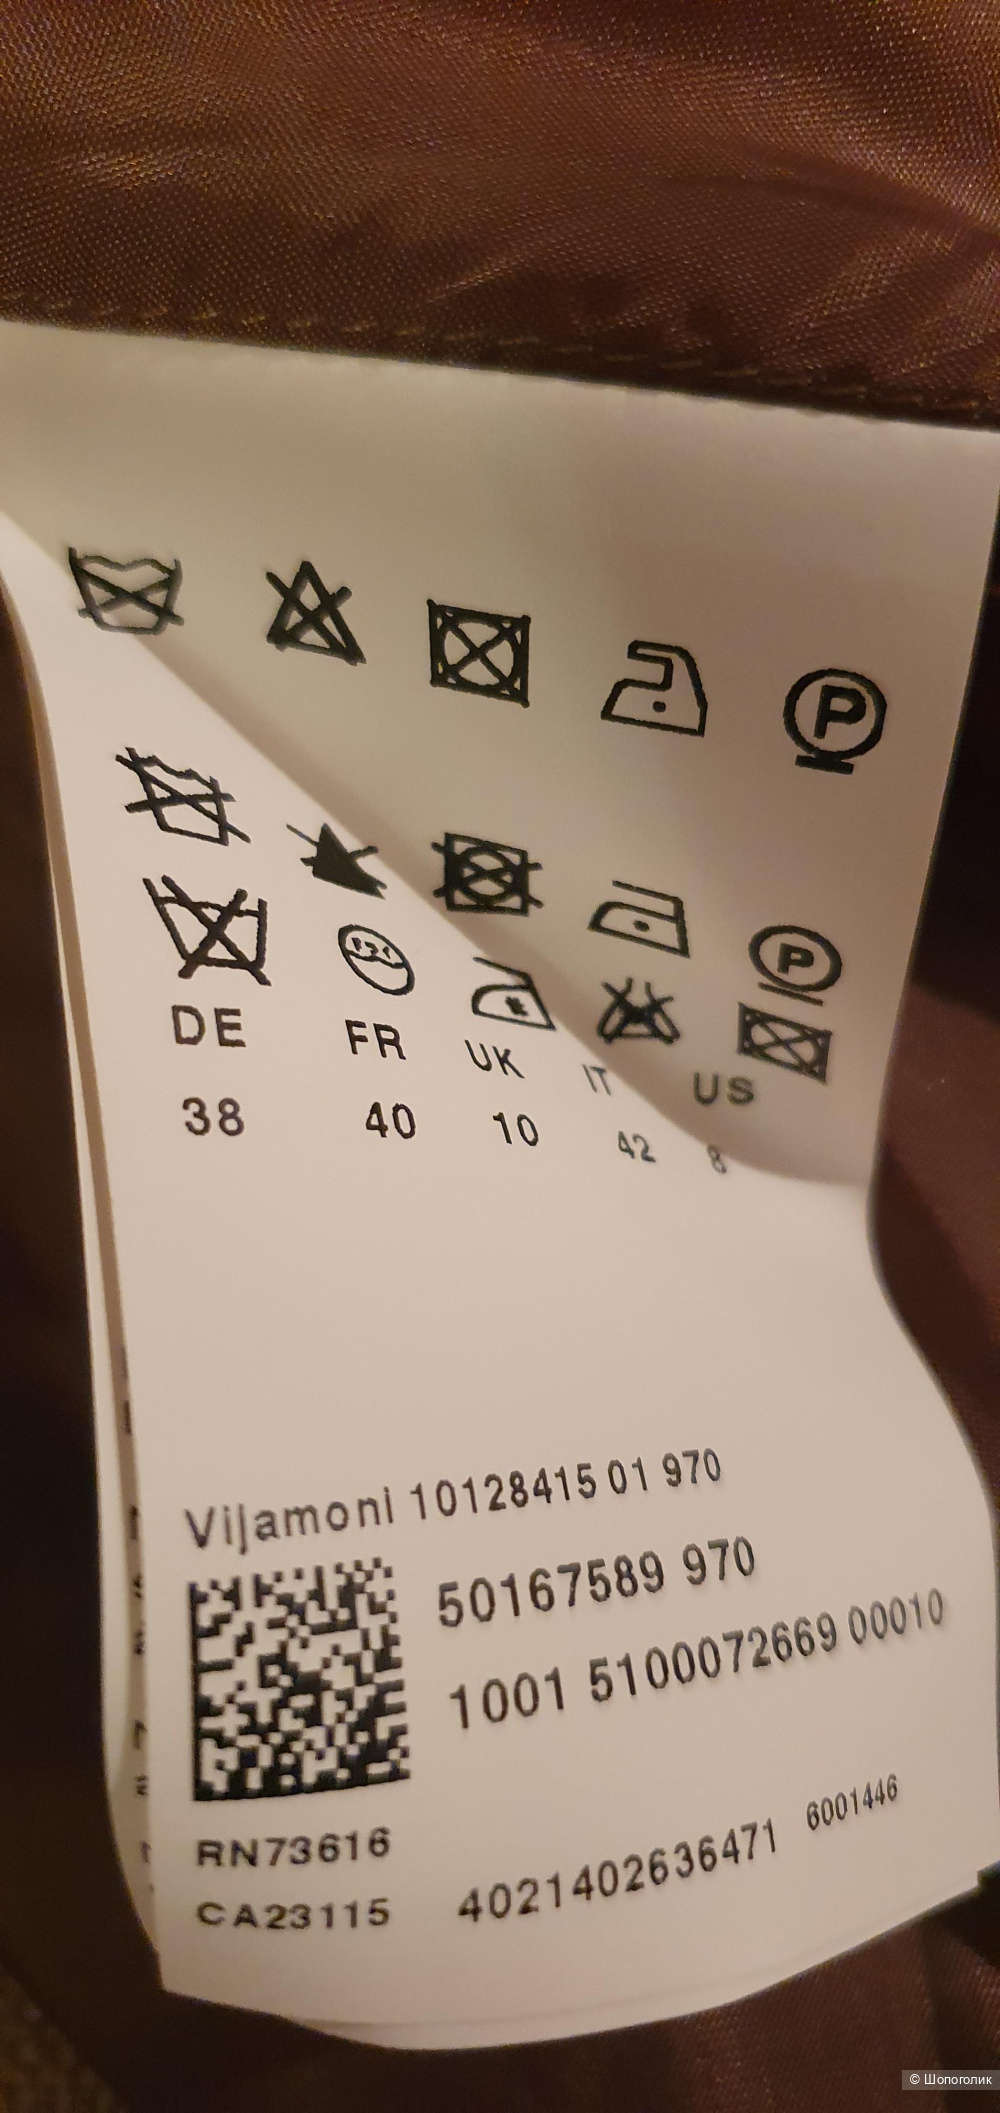 P
P
DE FR UK IT US
38 40 10 42 8
Viljamoni 10128415 01 970
50167589 970
1001 5100072669 00010
RN73616
CA23115 4021402636471 6001446
© Шопоголик